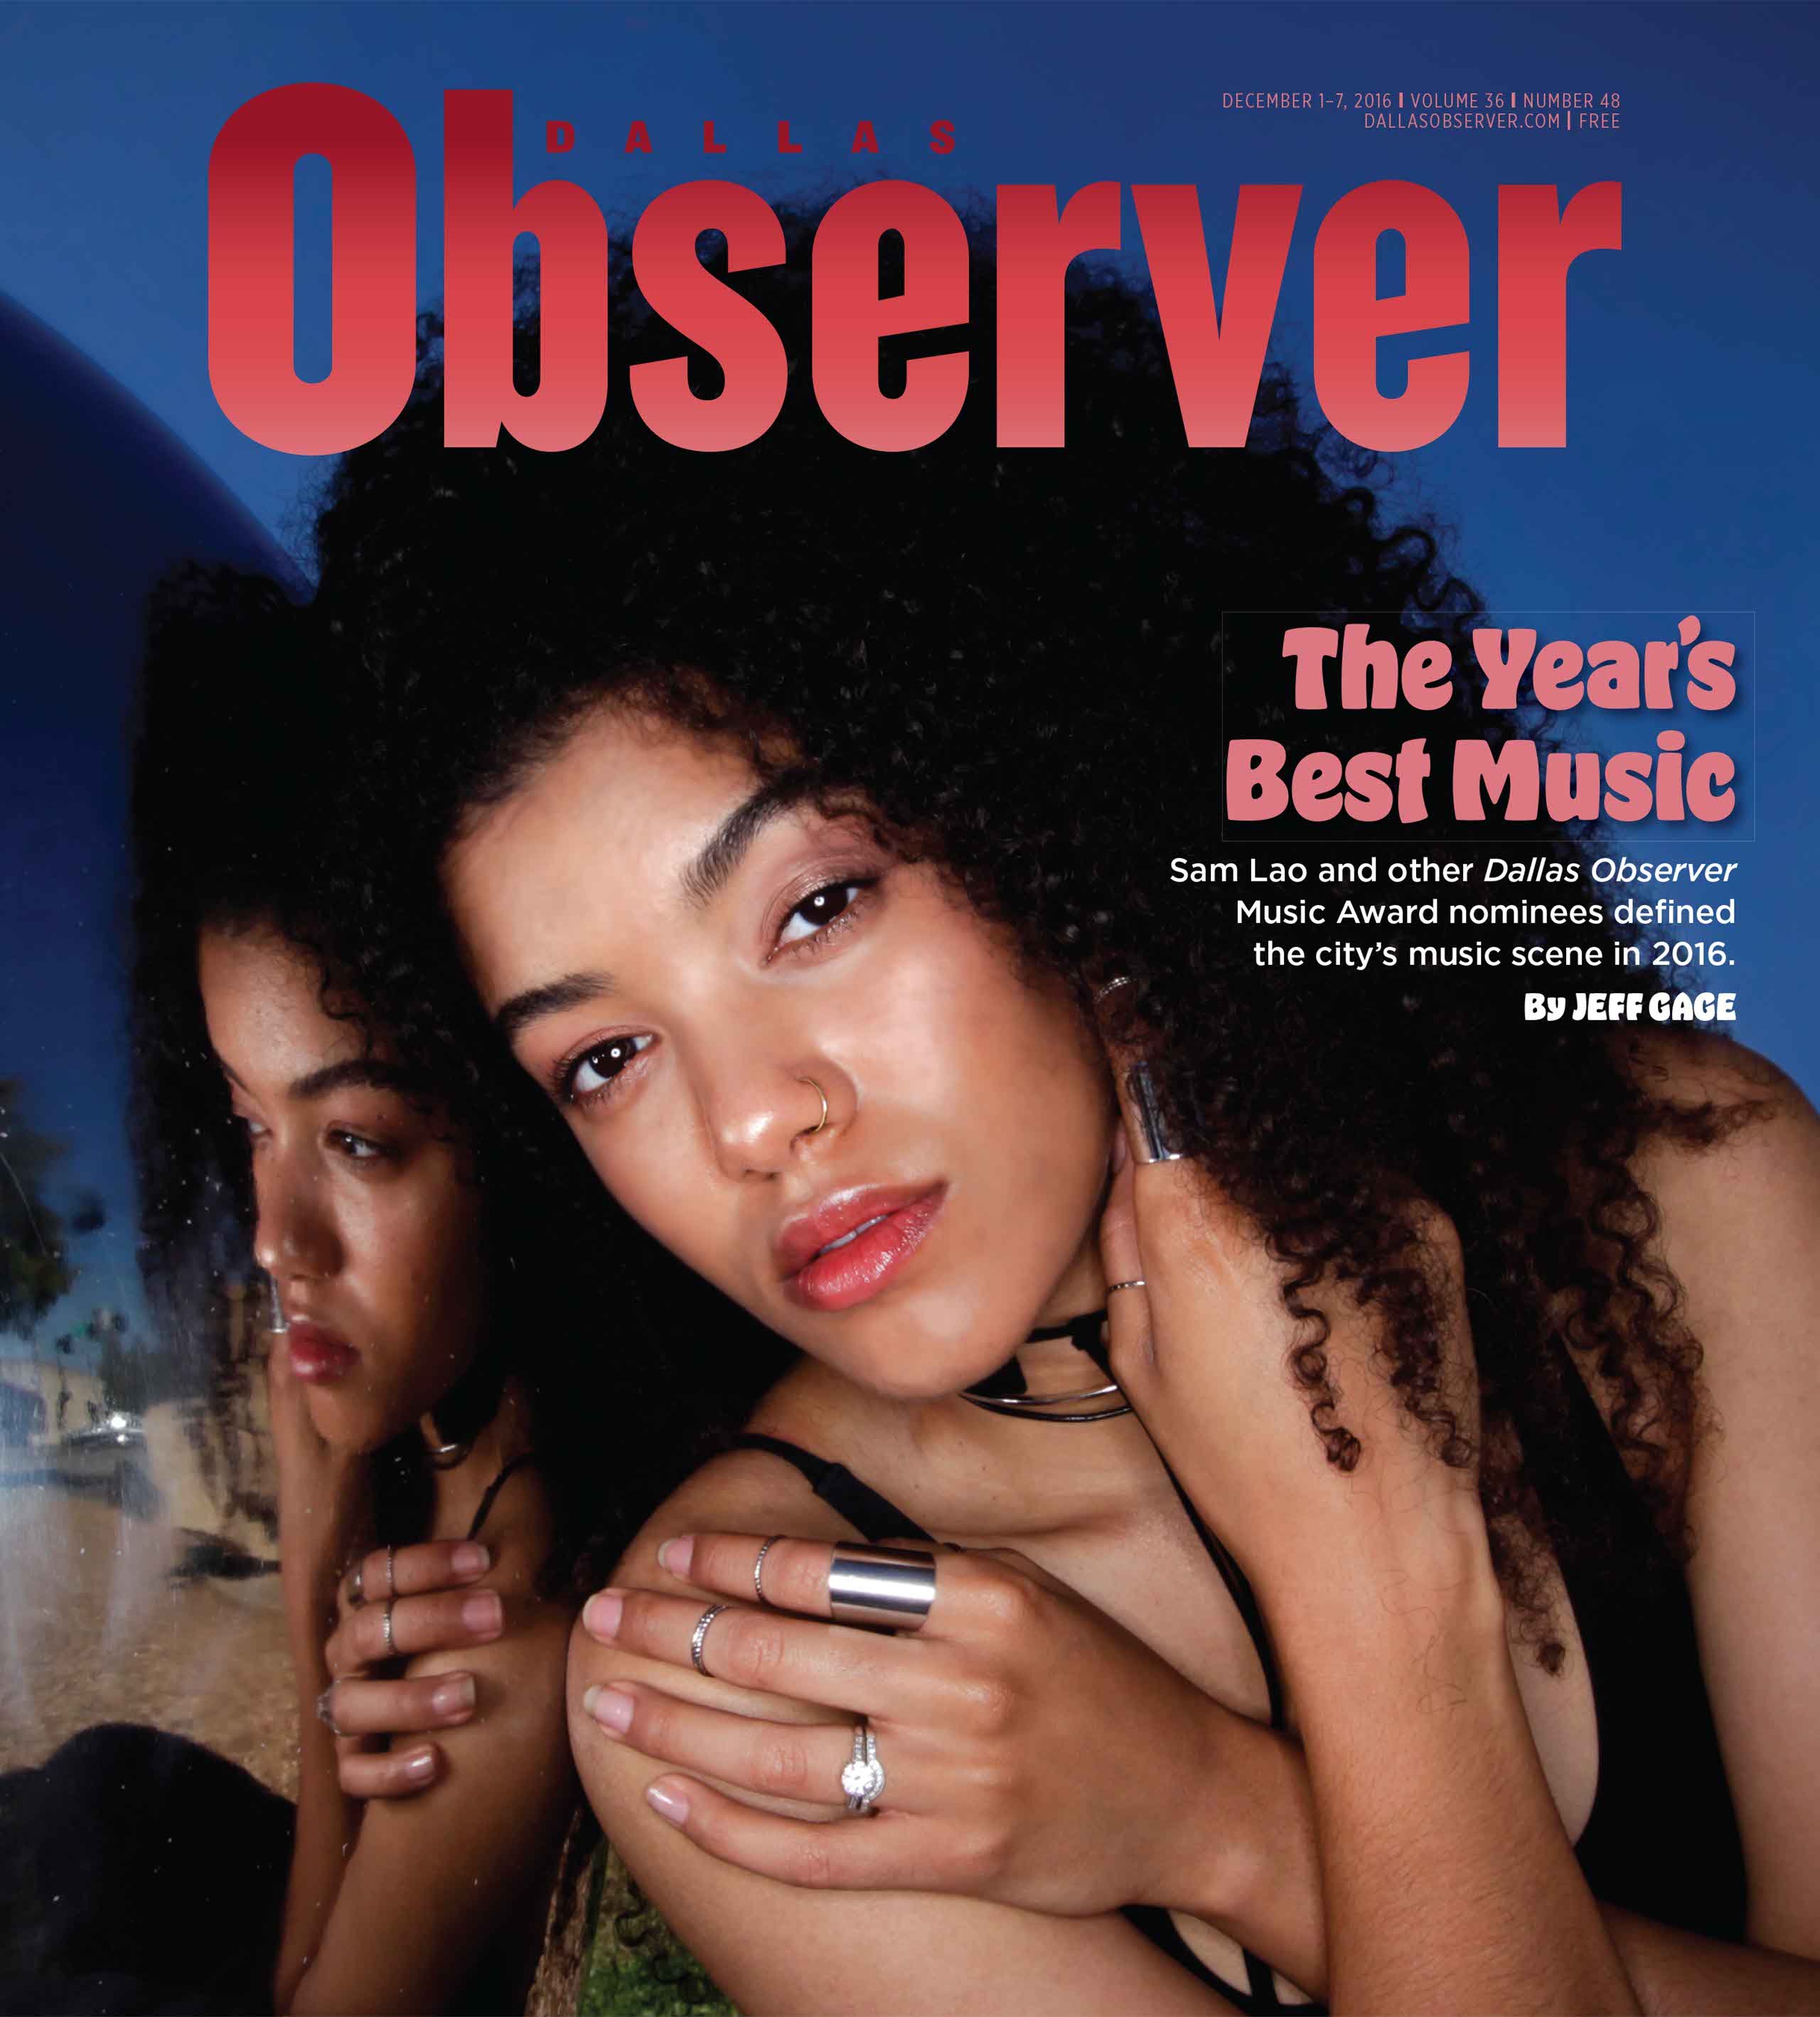 DECEMBER 1–7, 2016 | VOLUME 36 | NUMBER 48
DALLASOBSERVER.COM | FREE
DALLAS
Observer
The Year's
Best Music
Sam Lao and other Dallas Observer
Music Award nominees defined
the city's music scene in 2016.
By JEFF GAGE